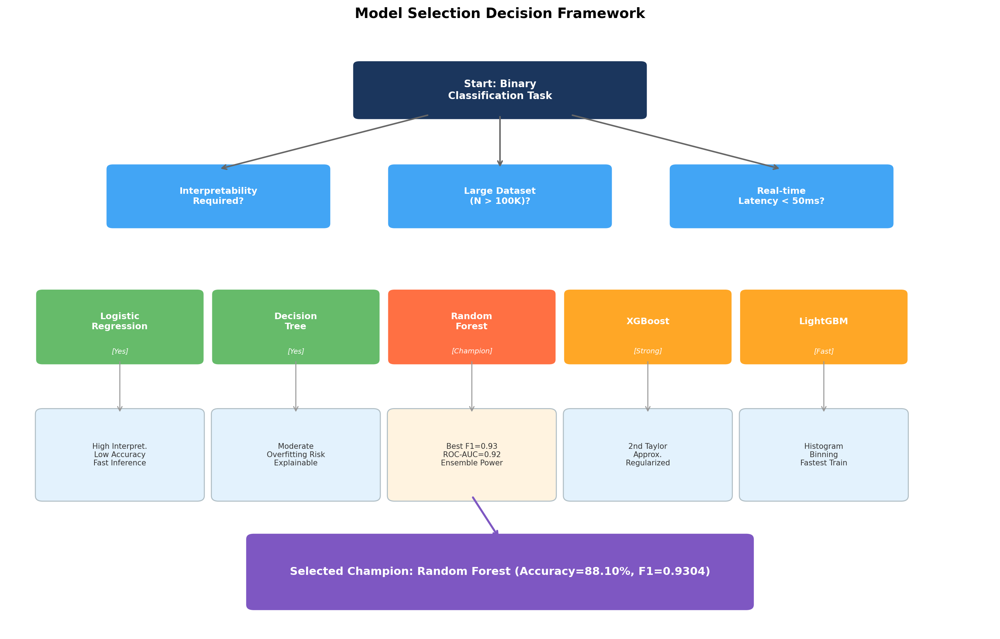 Model Selection Decision Framework
Start: Binary
Classification Task
Interpretability
Required?
Large Dataset
(N > 100K)?
Real-time
Latency < 50ms?
Logistic
Regression
[Yes]
Decision
Tree
[Yes]
Random
Forest
[Champion]
XGBoost
[Strong]
LightGBM
[Fast]
High Interpret.
Low Accuracy
Fast Inference
Moderate
Overfitting Risk
Explainable
Best F1=0.93
ROC-AUC=0.92
Ensemble Power
2nd Taylor
Approx.
Regularized
Histogram
Binning
Fastest Train
Selected Champion: Random Forest (Accuracy=88.10%, F1=0.9304)